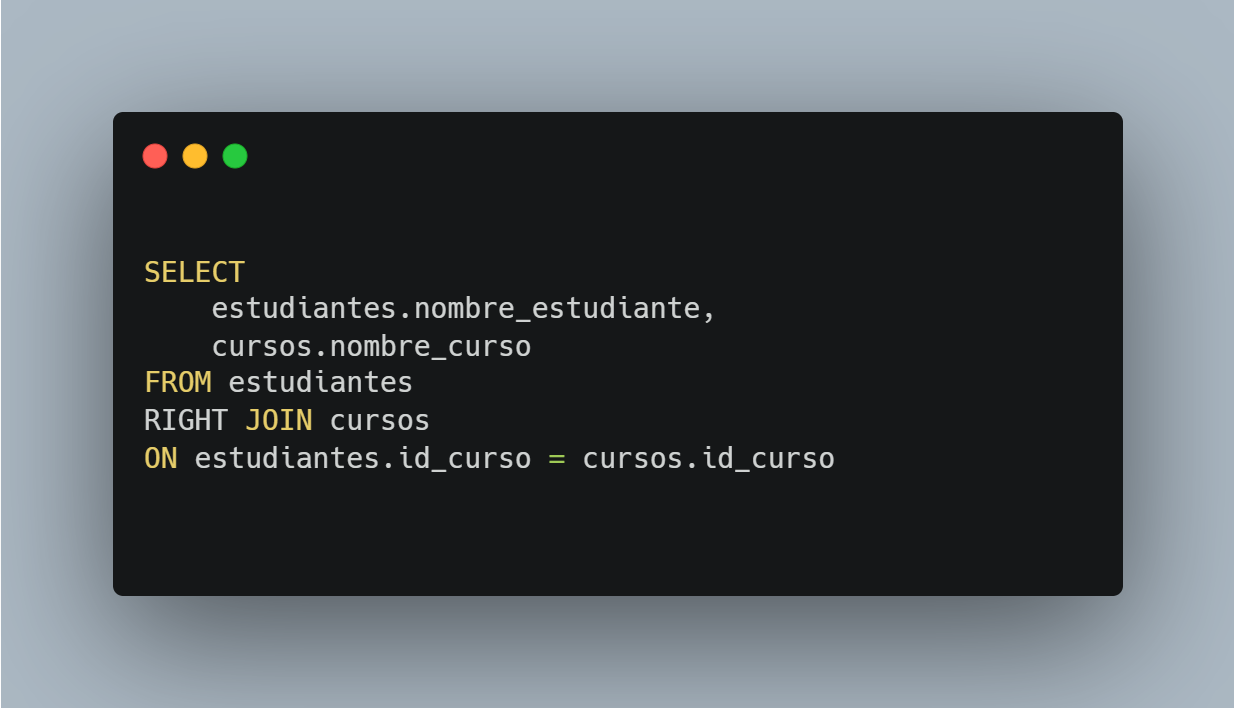 SELECT
    estudiantes.nombre_estudiante,
    cursos.nombre_curso
FROM estudiantes
RIGHT JOIN cursos
ON estudiantes.id_curso = cursos.id_curso